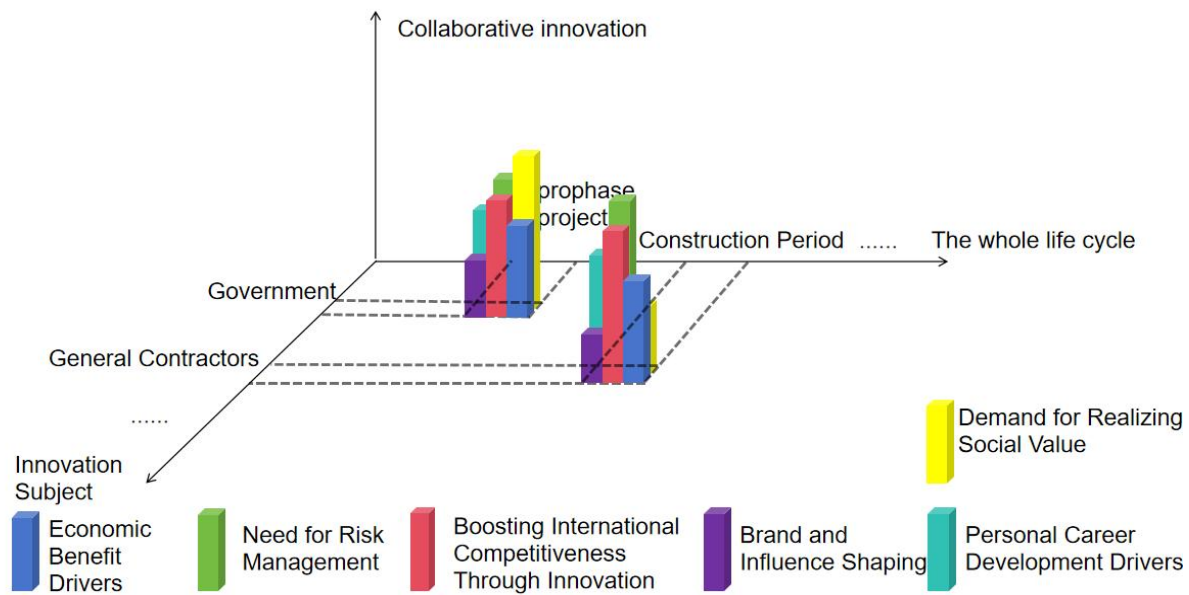 Collaborative innovation
prophase
project
Construction Period
......
The whole life cycle
Government
General Contractors
......
Innovation
Subject
Demand for Realizing
Social Value
Economic
Benefit
Drivers
Need for Risk
Management
Boosting International
Competitiveness
Through Innovation
Brand and
Influence Shaping
Personal Career
Development Drivers